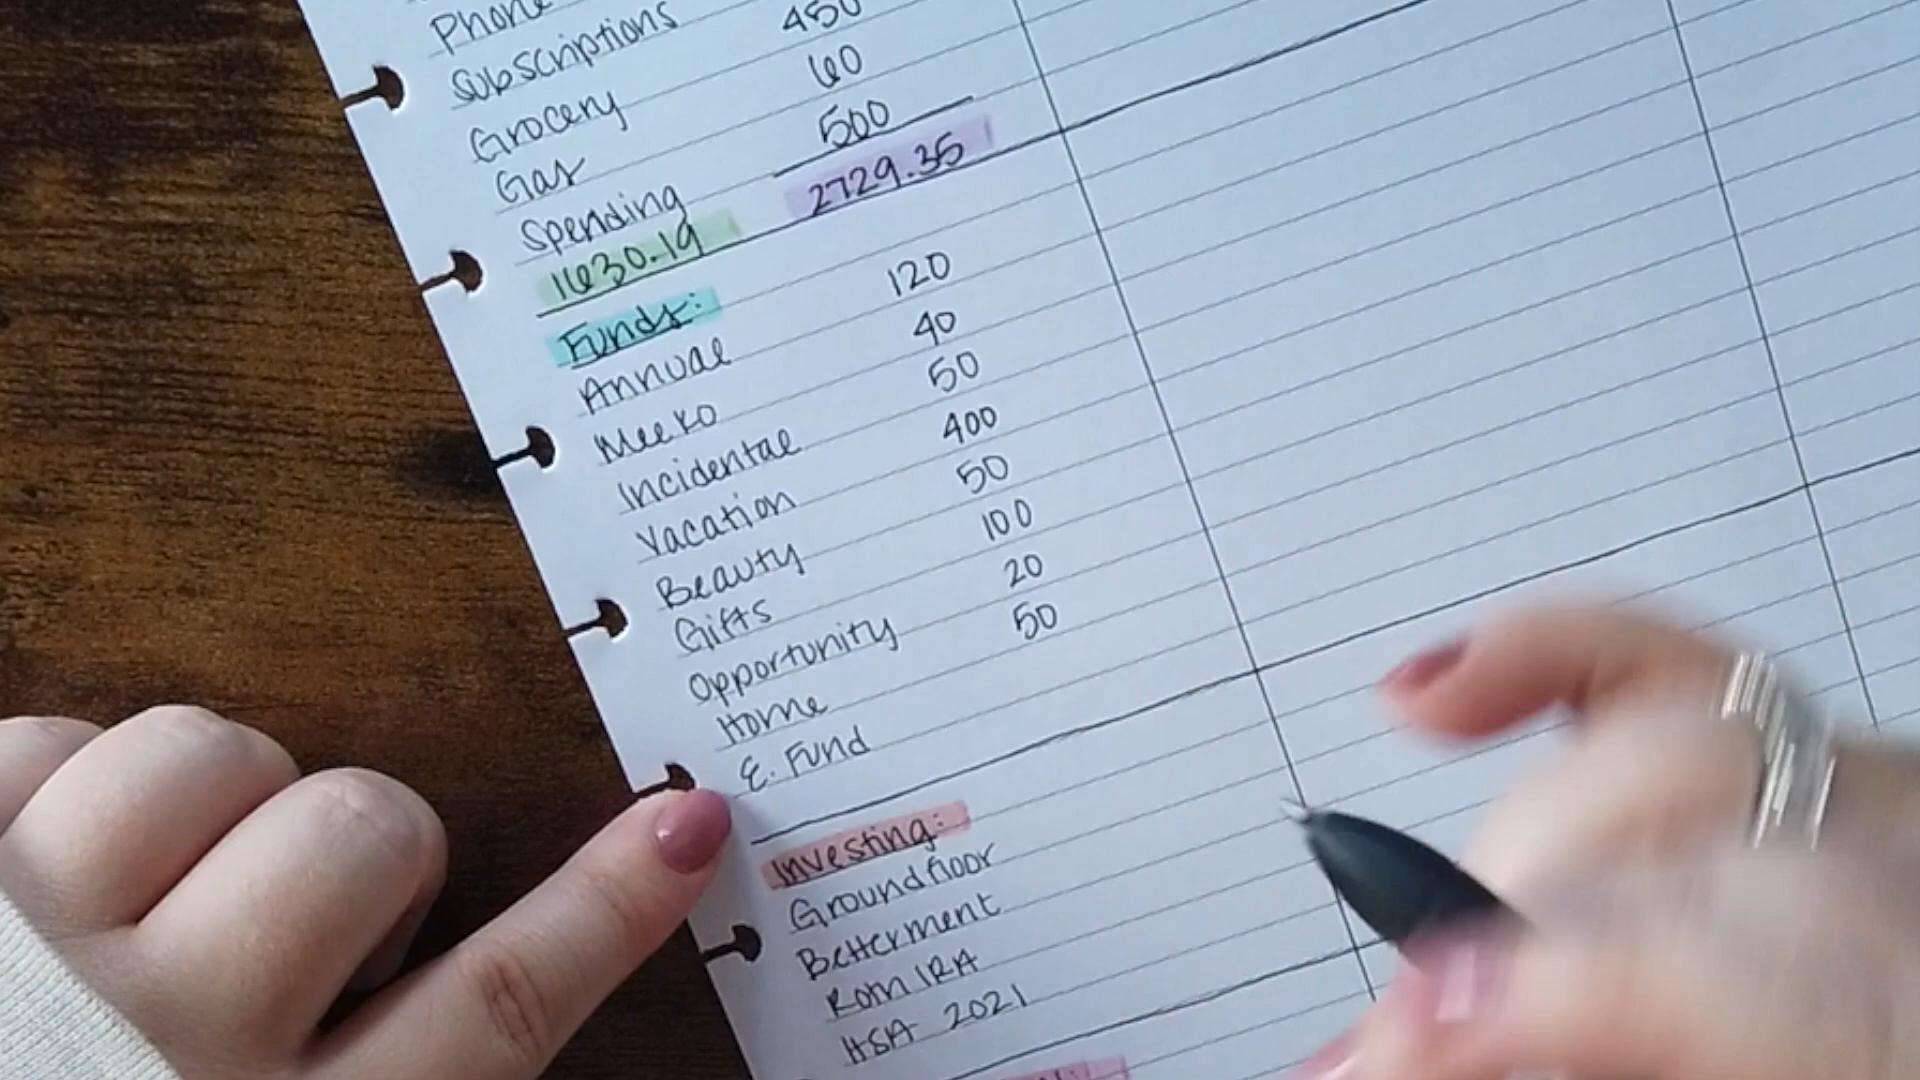 Phone
Subscriptions
Grocery 450
Gas 60
Spending 500
1630.19 2729.35
Funds:
Annual 120
Meeko 40
Incidental 50
Vacation 400
Beauty 50
Gifts 100
Opportunity 20
Home 50
E. Fund
Investing:
Groundfloor
Betterment
Roth IRA
HSA 2021